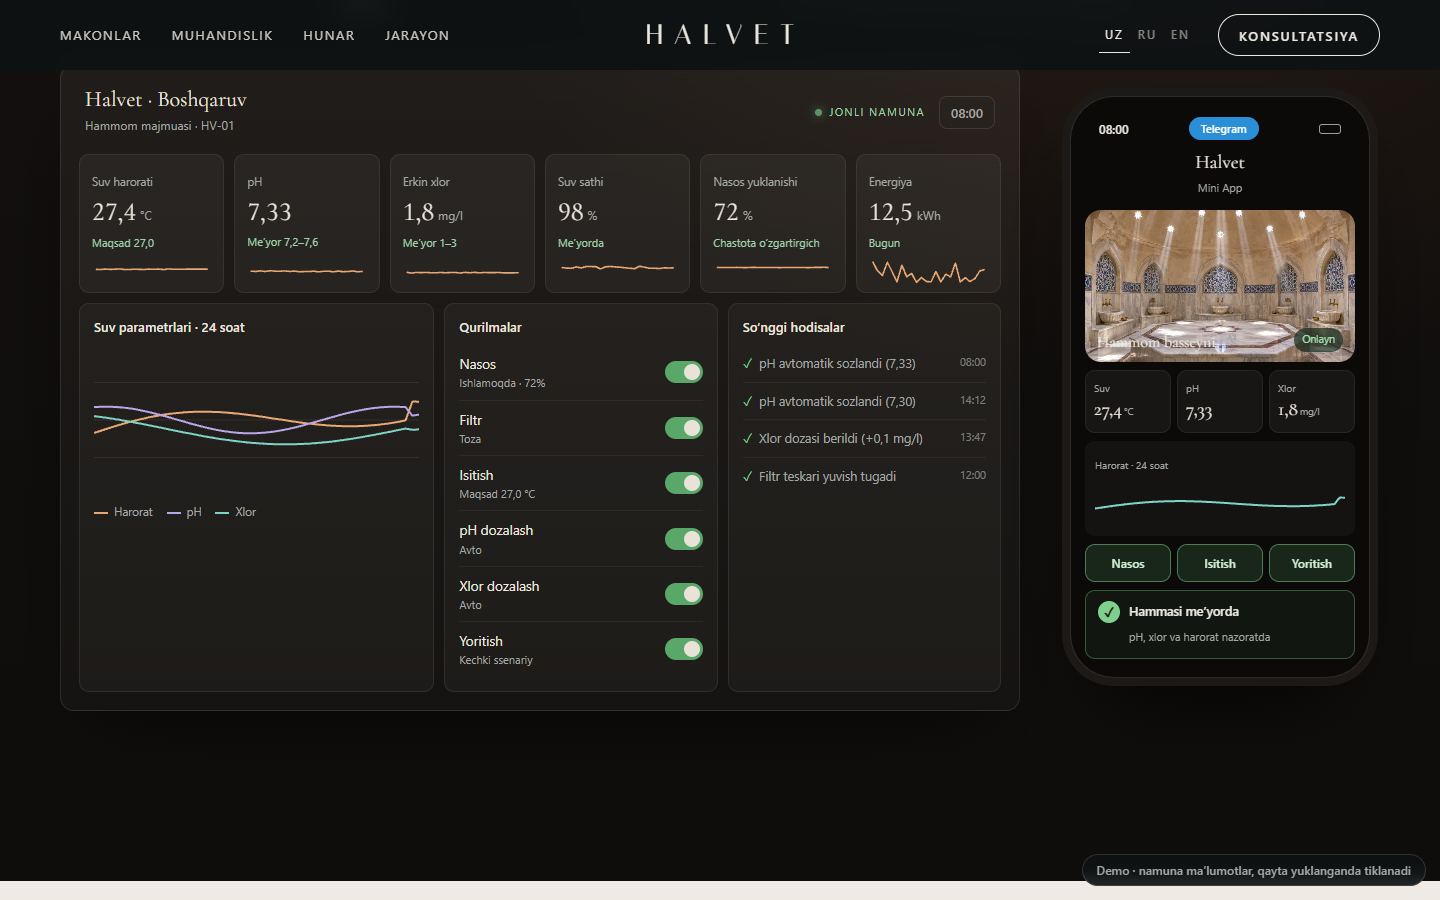 MAKONLAR
MUHANDISLIK
HUNAR
JARAYON
HALVET
UZ
RU
EN
KONSULTATSIYA
Halvet · Boshqaruv
Hammom majmuasi · HV-01
JONLI NAMUNA
08:00
Suv harorati
27,4 °C
Maqsad 27,0
pH
7,33
Me’yor 7,2–7,6
Erkin xlor
1,8 mg/l
Me’yor 1–3
Suv sathi
98 %
Me’yorda
Nasos yuklanishi
72 %
Chastota o‘zgartirgich
Energiya
12,5 kWh
Bugun
Suv parametrlari · 24 soat
Harorat
pH
Xlor
Qurilmalar
Nasos
Ishlamoqda · 72%
Filtr
Toza
Isitish
Maqsad 27,0 °C
pH dozalash
Avto
Xlor dozalash
Avto
Yoritish
Kechki ssenariy
So‘nggi hodisalar
✓ pH avtomatik sozlandi (7,33) 08:00
✓ pH avtomatik sozlandi (7,30) 14:12
✓ Xlor dozasi berildi (+0,1 mg/l) 13:47
✓ Filtr teskari yuvish tugadi 12:00
08:00
Telegram
Halvet
Mini App
Hammom basseyni
Onlayn
Suv
27,4 °C
pH
7,33
Xlor
1,8 mg/l
Harorat · 24 soat
Nasos
Isitish
Yoritish
✓ Hammasi me’yorda
pH, xlor va harorat nazoratda
Demo · namuna ma’lumotlar, qayta yuklanganda tiklanadi